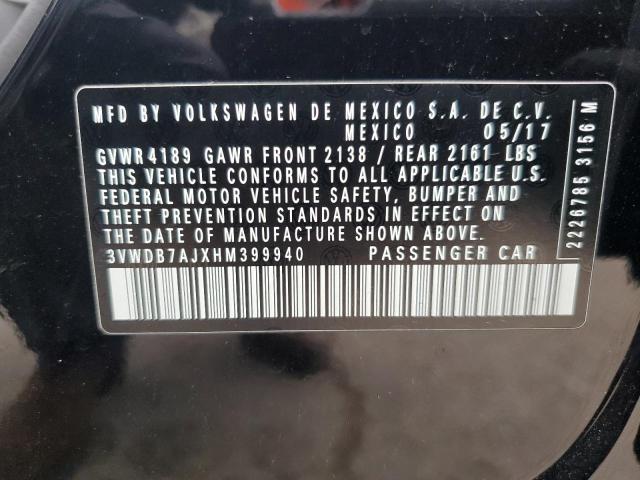 MFD BY VOLKSWAGEN DE MEXICO S.A. DE C.V.
MEXICO 05/17
GVWR 4189 GAWR FRONT 2138 / REAR 2161 LBS
THIS VEHICLE CONFORMS TO ALL APPLICABLE U.S.
FEDERAL MOTOR VEHICLE SAFETY, BUMPER AND
THEFT PREVENTION STANDARDS IN EFFECT ON THE
DATE OF MANUFACTURE SHOWN ABOVE
3VWDB7AJXHM399940 PASSENGER CAR
2226785 3156 M